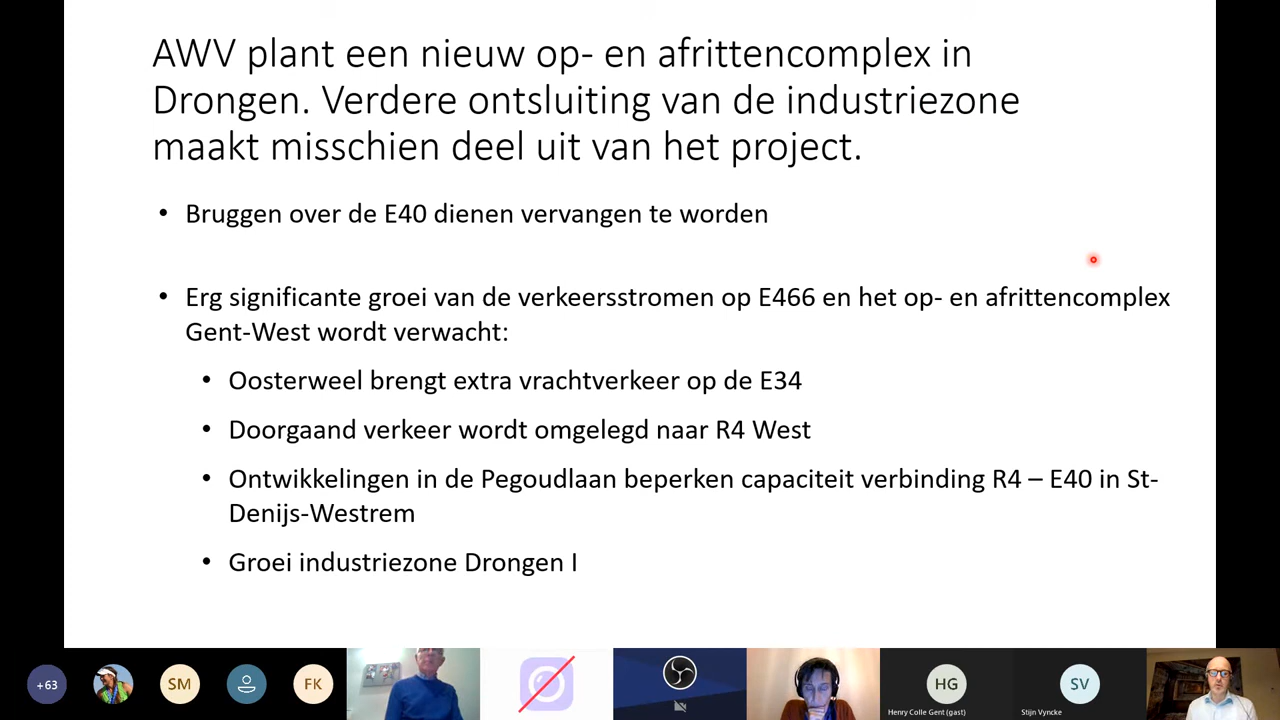 AWV plant een nieuw op- en afrittencomplex in
Drongen. Verdere ontsluiting van de industriezone
maakt misschien deel uit van het project.
• Bruggen over de E40 dienen vervangen te worden
• Erg significante groei van de verkeersstromen op E466 en het op- en afrittencomplex
Gent-West wordt verwacht:
• Oosterweel brengt extra vrachtverkeer op de E34
• Doorgaand verkeer wordt omgelegd naar R4 West
• Ontwikkelingen in de Pegoudlaan beperken capaciteit verbinding R4 – E40 in St-
Denijs-Westrem
• Groei industriezone Drongen I
+63
SM
FK
HG
Henry Colle Gent (gast)
SV
Stijn Vyncke